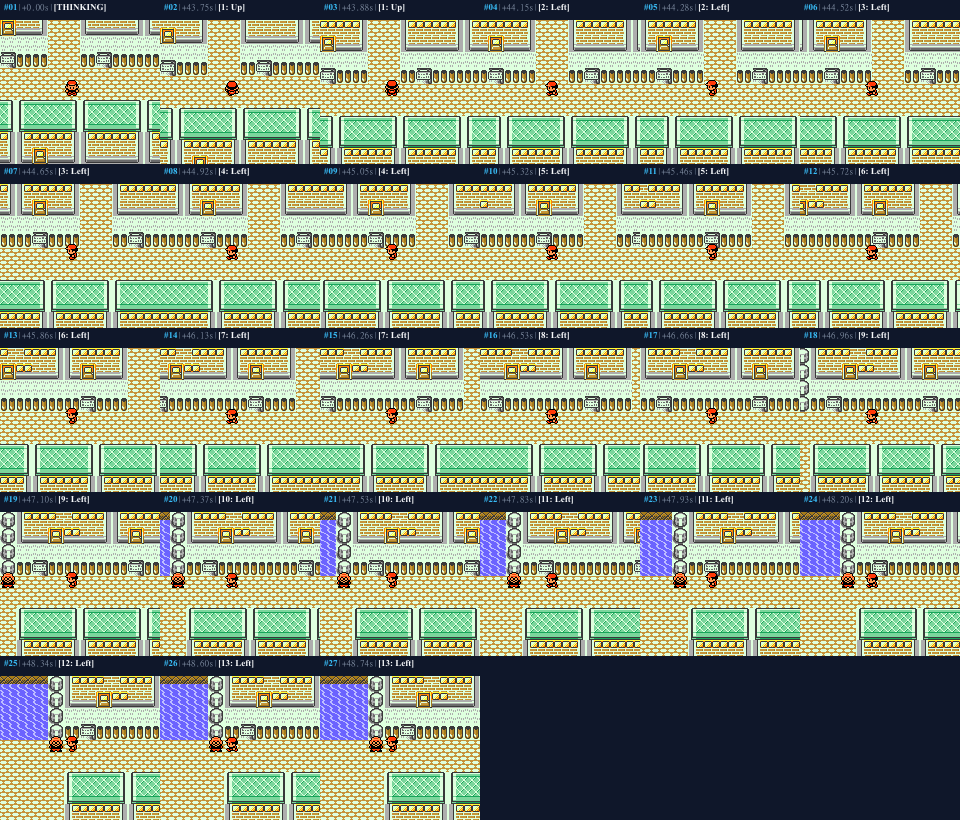 #01|+0.00s|[THINKING]
#02|+43.75s|[1: Up]
#03|+43.88s|[1: Up]
#04|+44.15s|[2: Left]
#05|+44.28s|[2: Left]
#06|+44.52s|[3: Left]
#07|+44.65s|[3: Left]
#08|+44.92s|[4: Left]
#09|+45.05s|[4: Left]
#10|+45.32s|[5: Left]
#11|+45.46s|[5: Left]
#12|+45.72s|[6: Left]
#13|+45.86s|[6: Left]
#14|+46.13s|[7: Left]
#15|+46.26s|[7: Left]
#16|+46.53s|[8: Left]
#17|+46.66s|[8: Left]
#18|+46.96s|[9: Left]
#19|+47.10s|[9: Left]
#20|+47.37s|[10: Left]
#21|+47.53s|[10: Left]
#22|+47.83s|[11: Left]
#23|+47.93s|[11: Left]
#24|+48.20s|[12: Left]
#25|+48.34s|[12: Left]
#26|+48.60s|[13: Left]
#27|+48.74s|[13: Left]